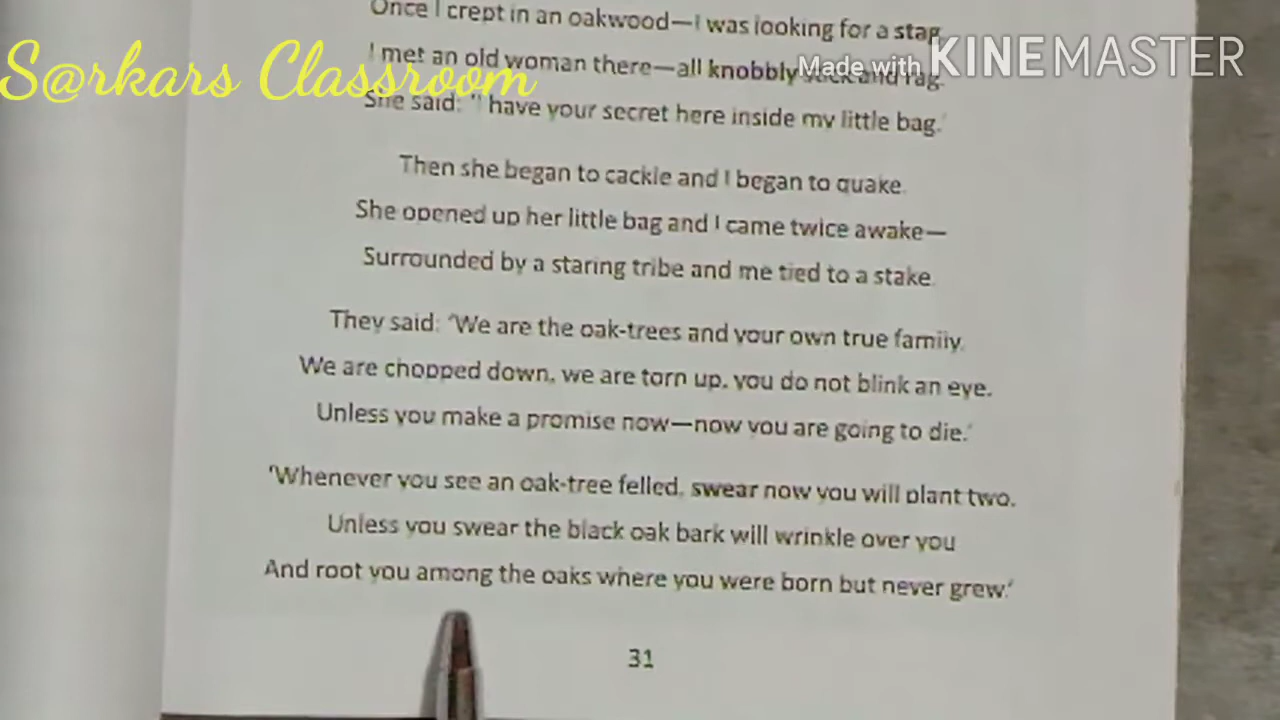 Once I crept in an oakwood—I was looking for a stag.
I met an old woman there—all knobbly stick and rag.
She said: 'I have your secret here inside my little bag.'
Then she began to cackle and I began to quake.
She opened up her little bag and I came twice awake—
Surrounded by a staring tribe and me tied to a stake.
They said: 'We are the oak-trees and your own true family.
We are chopped down, we are torn up, you do not blink an eye.
Unless you make a promise now—now you are going to die.'
'Whenever you see an oak-tree felled, swear now you will plant two.
Unless you swear the black oak bark will wrinkle over you
And root you among the oaks where you were born but never grew.'
31
S@rkars Classroom
Made with KINEMASTER